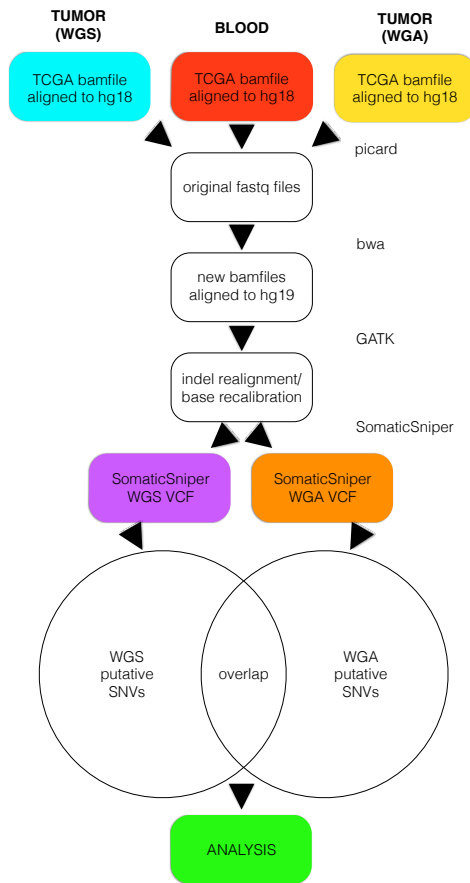 TUMOR
(WGS)
BLOOD
TUMOR
(WGA)
TCGA bamfile
aligned to hg18
TCGA bamfile
aligned to hg18
TCGA bamfile
aligned to hg18
picard
original fastq files
bwa
new bamfiles
aligned to hg19
GATK
indel realignment/
base recalibration
SomaticSniper
SomaticSniper
WGS VCF
SomaticSniper
WGA VCF
WGS
putative
SNVs
overlap
WGA
putative
SNVs
ANALYSIS